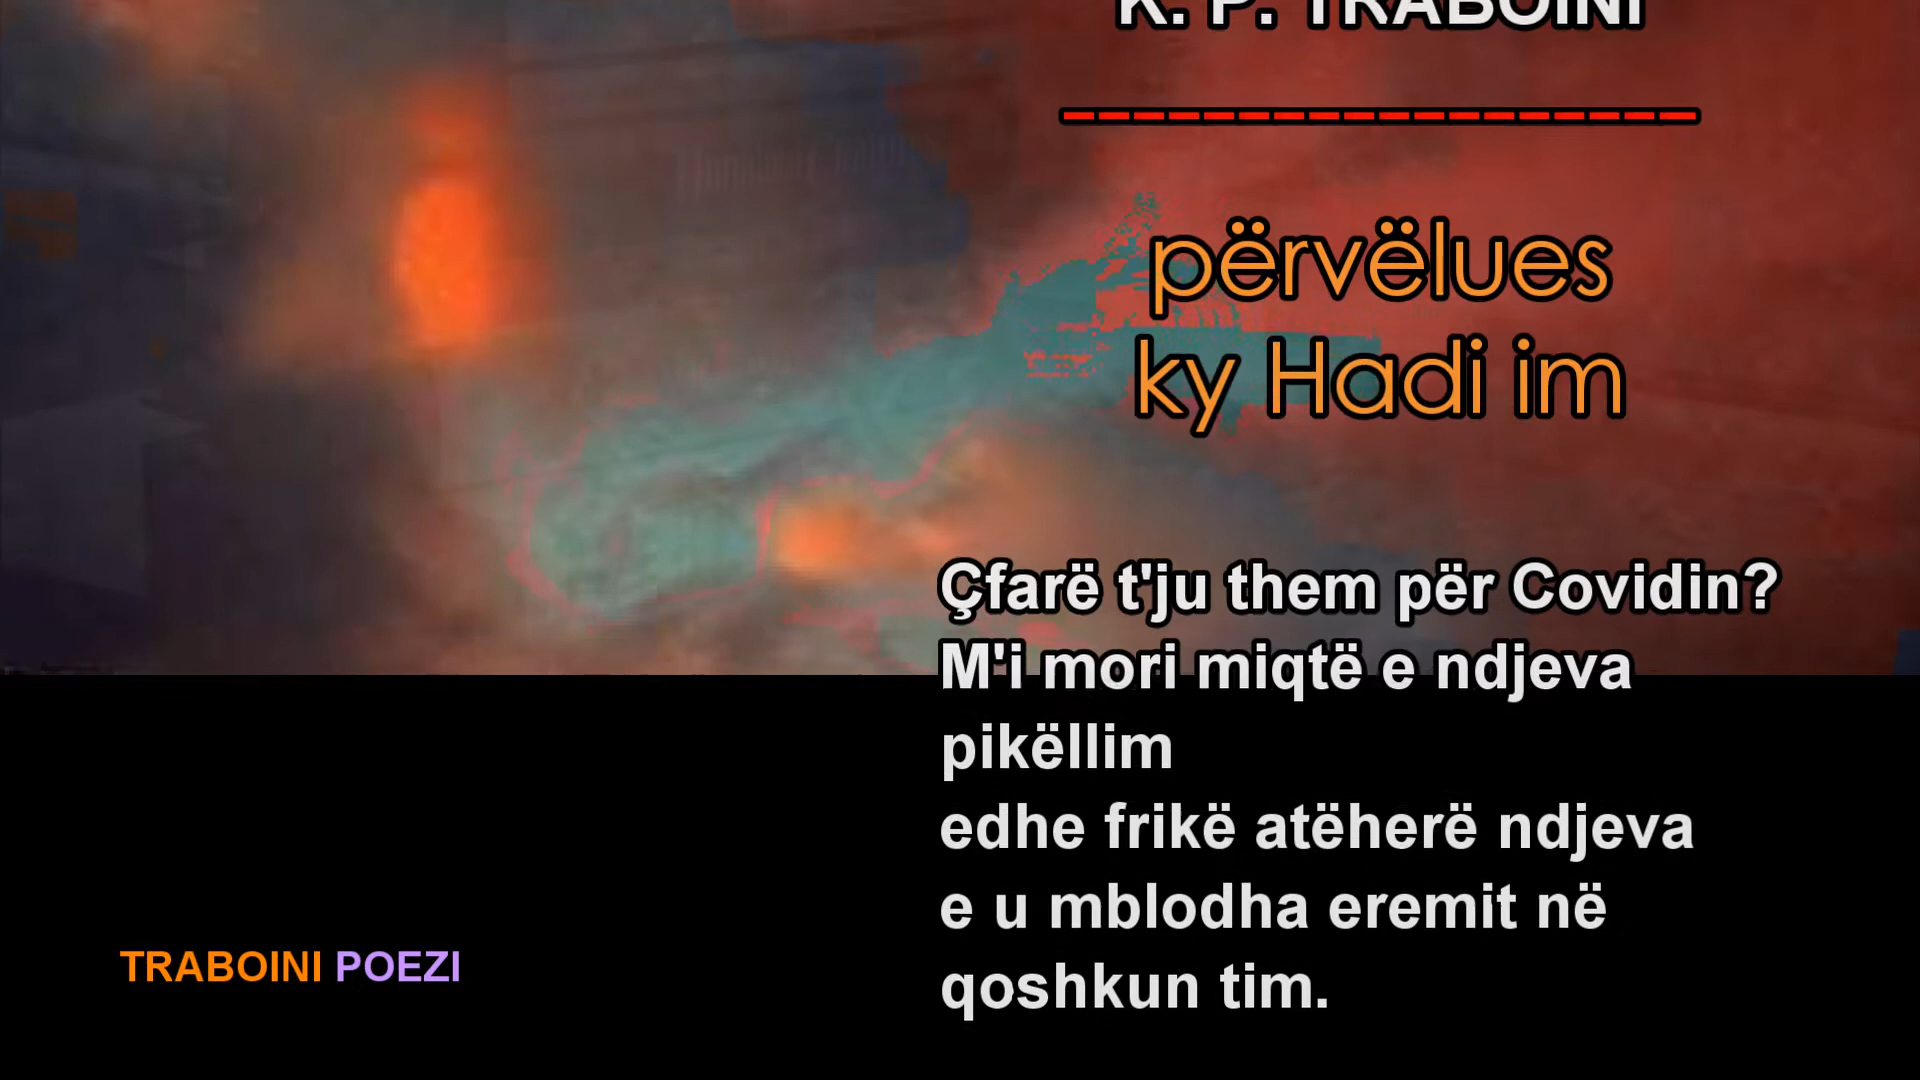 K. P. TRABOINI
përvëlues
ky Hadi im
Çfarë t'ju them për Covidin?
M'i mori miqtë e ndjeva
pikëllim
edhe frikë atëherë ndjeva
e u mblodha eremit në
qoshkun tim.
TRABOINI POEZI